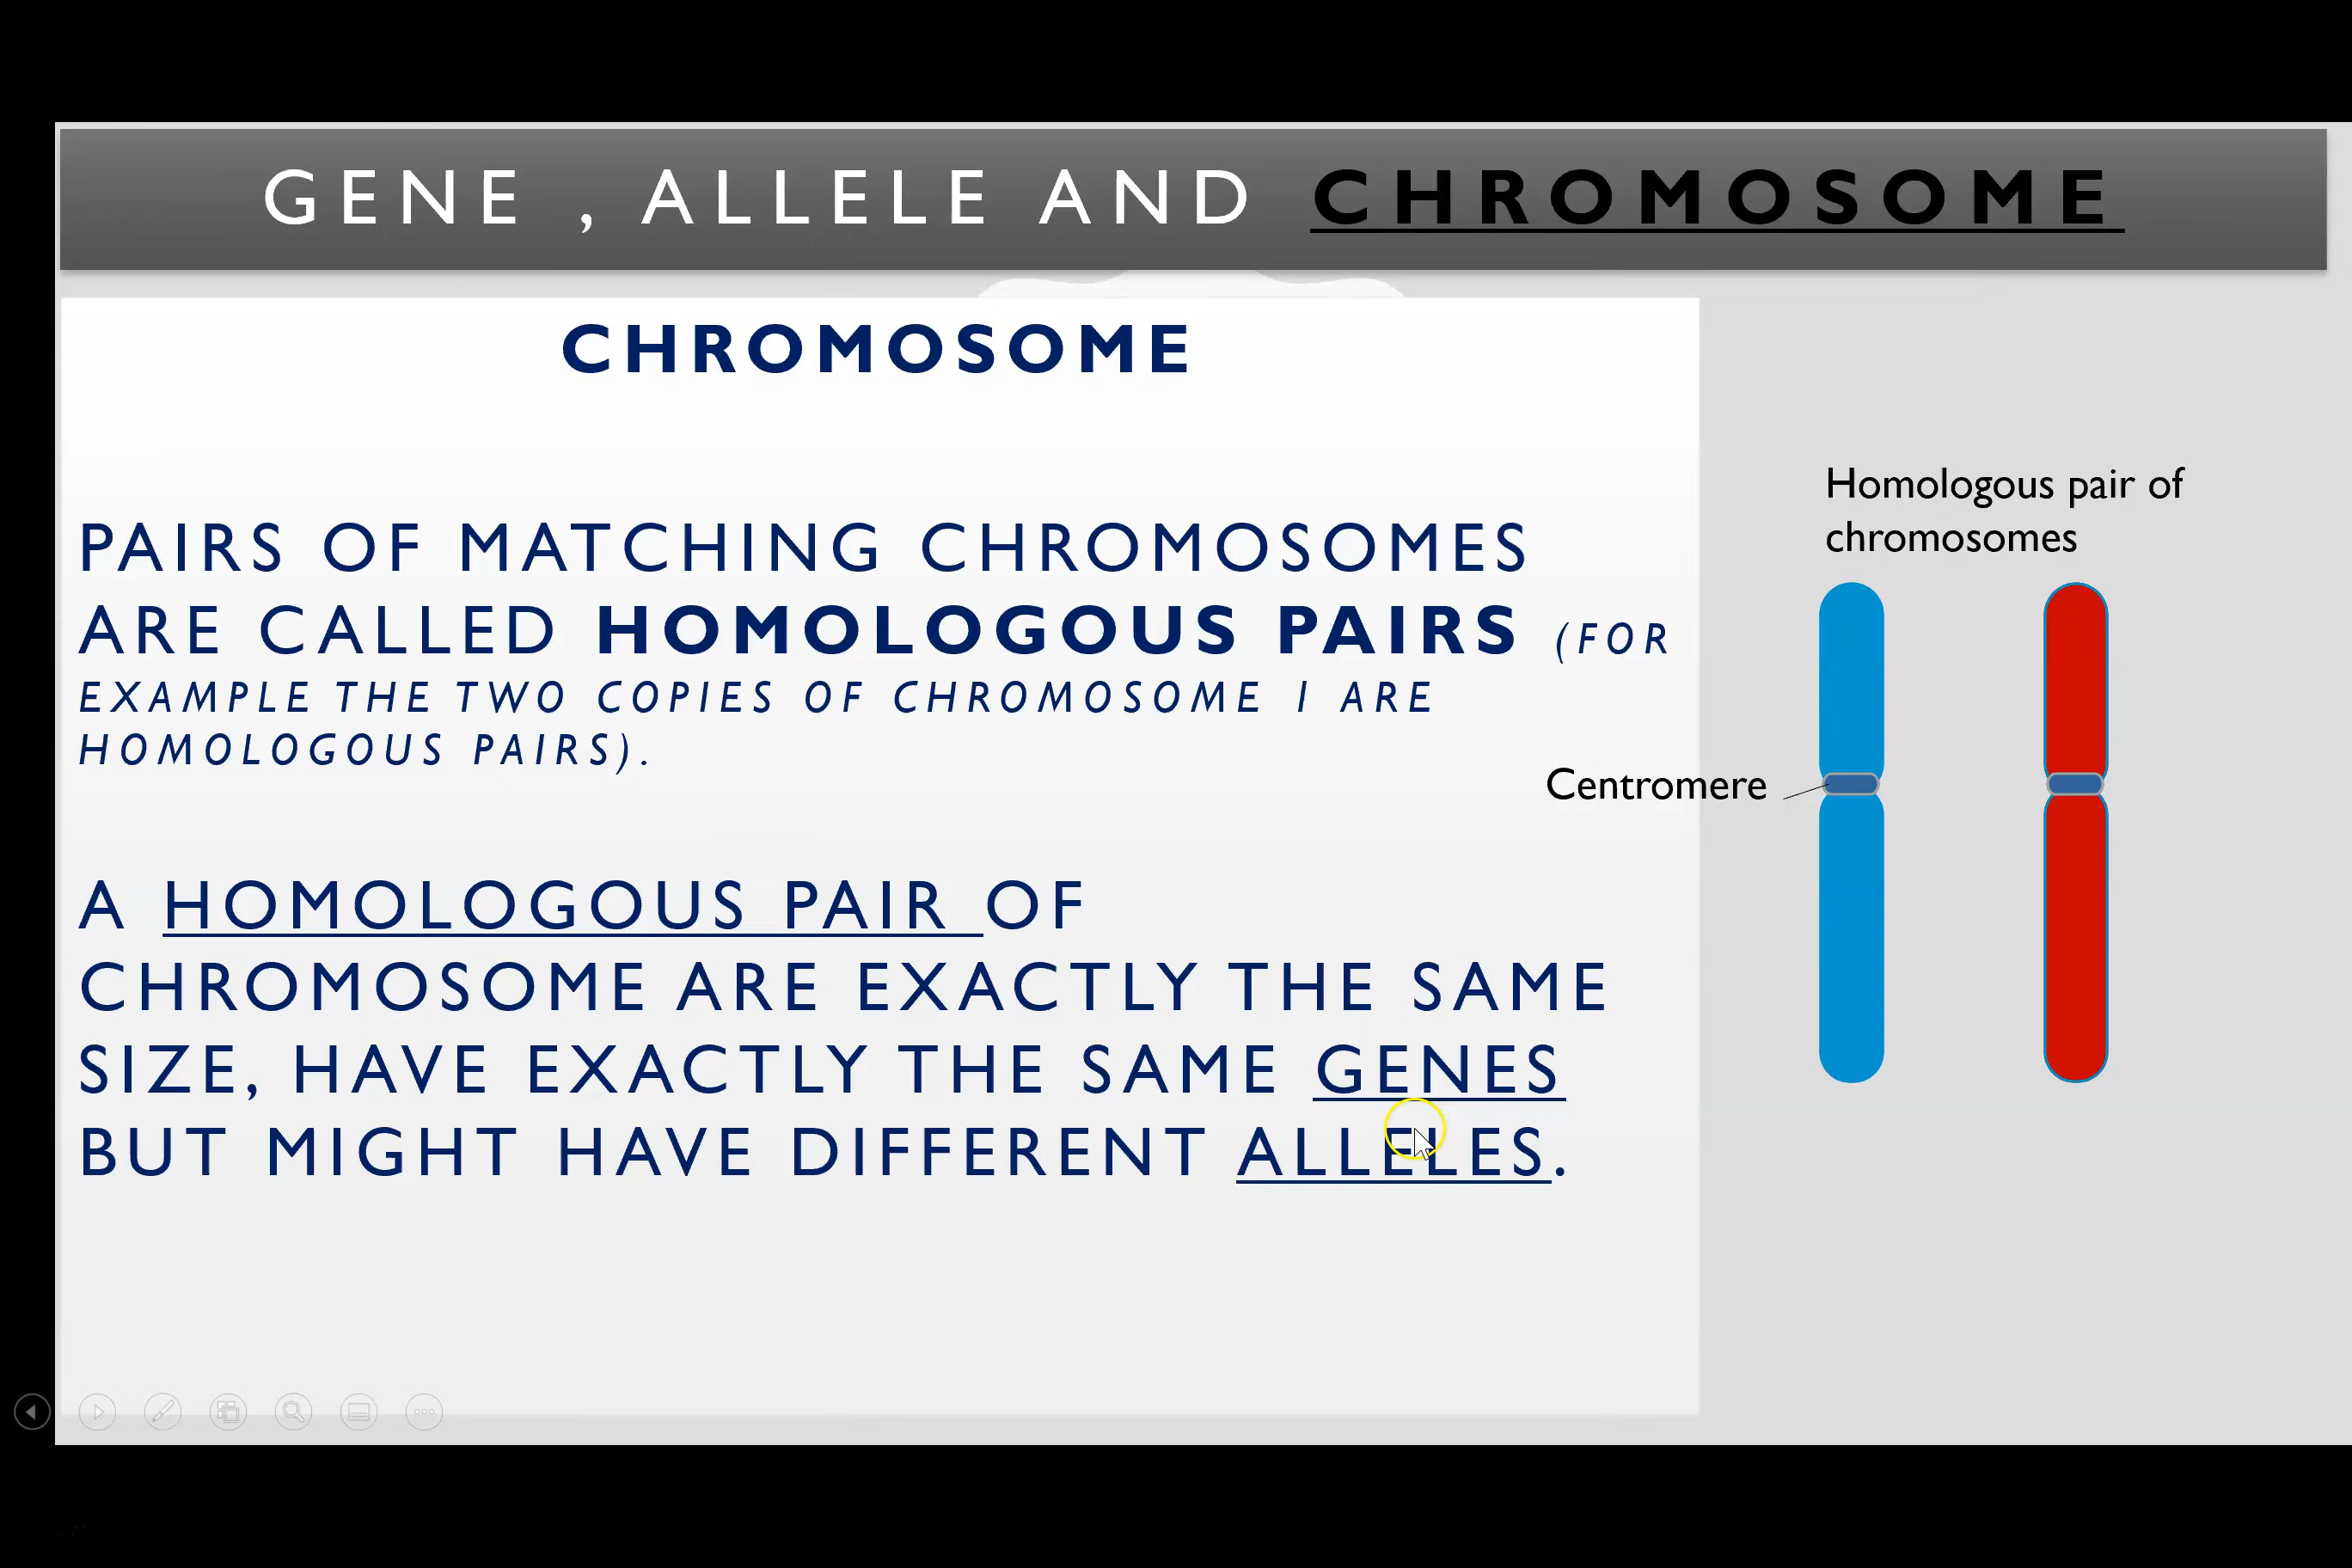 GENE , ALLELE AND CHROMOSOME
CHROMOSOME
PAIRS OF MATCHING CHROMOSOMES
ARE CALLED HOMOLOGOUS PAIRS (FOR
EXAMPLE THE TWO COPIES OF CHROMOSOME 1 ARE
HOMOLOGOUS PAIRS).
A HOMOLOGOUS PAIR OF
CHROMOSOME ARE EXACTLY THE SAME
SIZE, HAVE EXACTLY THE SAME GENES
BUT MIGHT HAVE DIFFERENT ALLELES.
Homologous pair of
chromosomes
Centromere